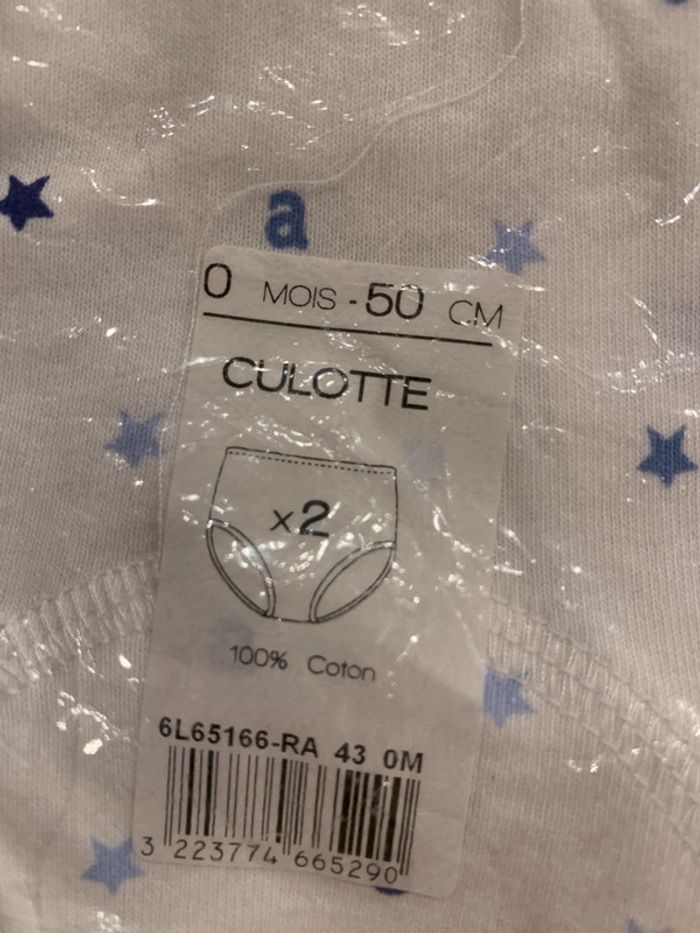 a
0 MOIS - 50 CM
CULOTTE
x2
100% Coton
6L65166-RA 43 0M
3 223774 665290